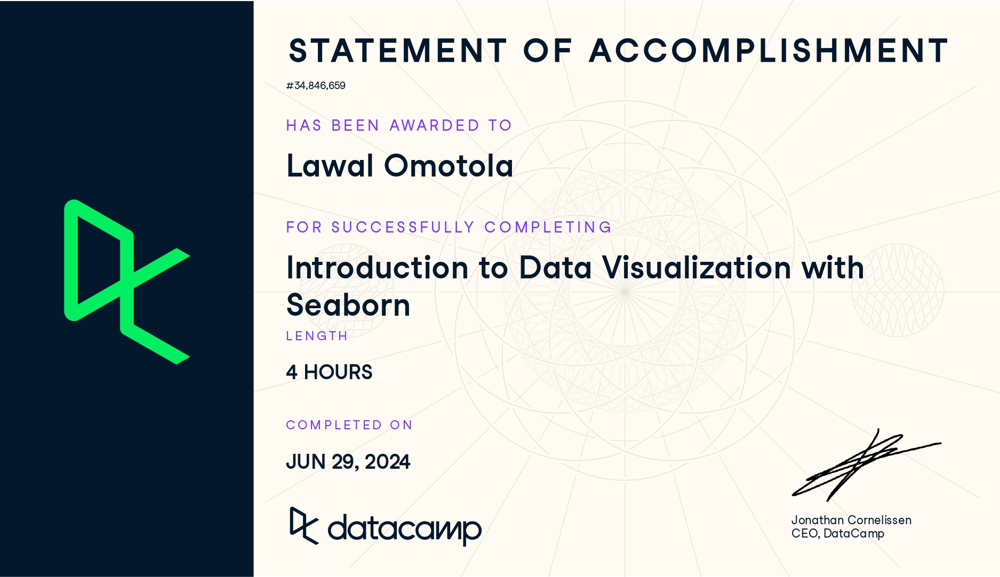 STATEMENT OF ACCOMPLISHMENT
#34,846,659
HAS BEEN AWARDED TO
Lawal Omotola
FOR SUCCESSFULLY COMPLETING
Introduction to Data Visualization with
Seaborn
LENGTH
4 HOURS
COMPLETED ON
JUN 29, 2024
datacamp
Jonathan Cornelissen
CEO, DataCamp